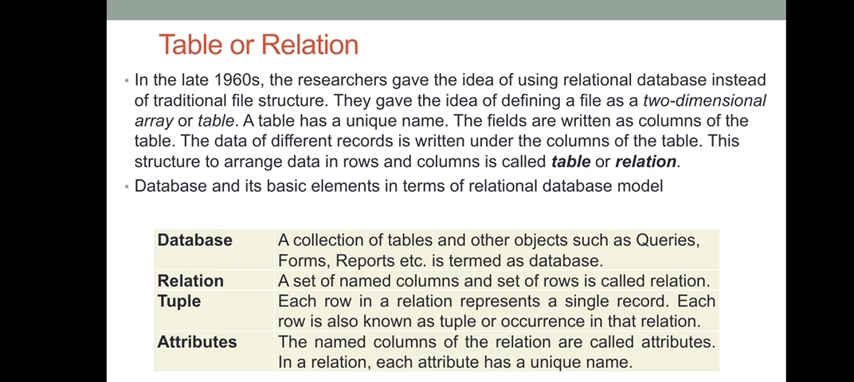 Table or Relation
• In the late 1960s, the researchers gave the idea of using relational database instead
of traditional file structure. They gave the idea of defining a file as a two-dimensional
array or table. A table has a unique name. The fields are written as columns of the
table. The data of different records is written under the columns of the table. This
structure to arrange data in rows and columns is called table or relation.
• Database and its basic elements in terms of relational database model
Database A collection of tables and other objects such as Queries,
Forms, Reports etc. is termed as database.
Relation A set of named columns and set of rows is called relation.
Tuple Each row in a relation represents a single record. Each
row is also known as tuple or occurrence in that relation.
Attributes The named columns of the relation are called attributes.
In a relation, each attribute has a unique name.